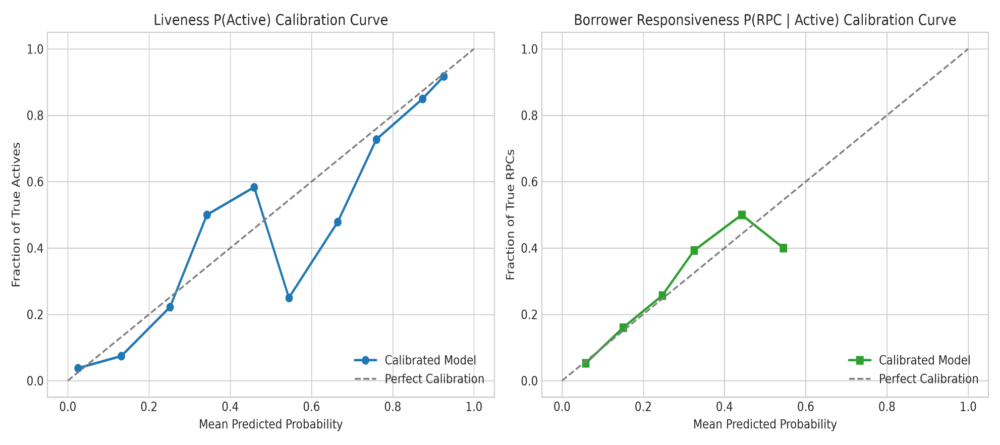 Liveness P(Active) Calibration Curve
Fraction of True Actives
1.0
0.8
0.6
0.4
0.2
0.0
0.0 0.2 0.4 0.6 0.8 1.0
Mean Predicted Probability
Calibrated Model
Perfect Calibration
Borrower Responsiveness P(RPC | Active) Calibration Curve
Fraction of True RPCs
1.0
0.8
0.6
0.4
0.2
0.0
0.0 0.2 0.4 0.6 0.8 1.0
Mean Predicted Probability
Calibrated Model
Perfect Calibration